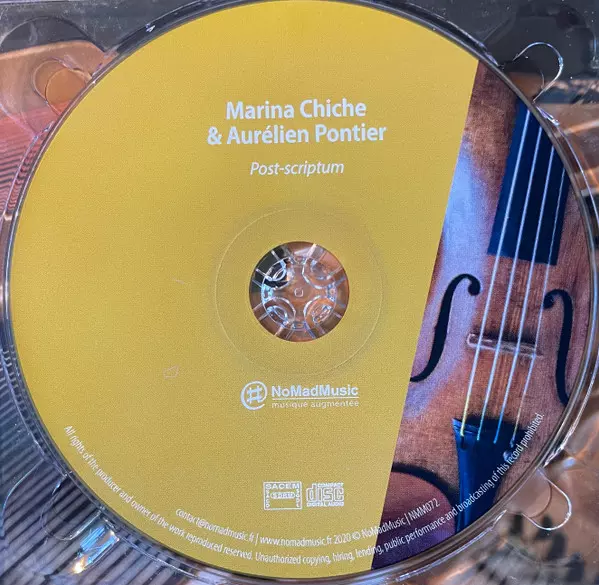 Marina Chiche
& Aurélien Pontier
Post-scriptum
NoMadMusic
musique augmentée
SACEM
COMPACT
disc
DIGITAL AUDIO
contact@nomadmusic.fr | www.nomadmusic.fr 2020 © NoMadMusic | NMM072
All rights of the producer and owner of the work reproduced reserved. Unauthorized copying, hiring, lending, public performance and broadcasting of this record prohibited.